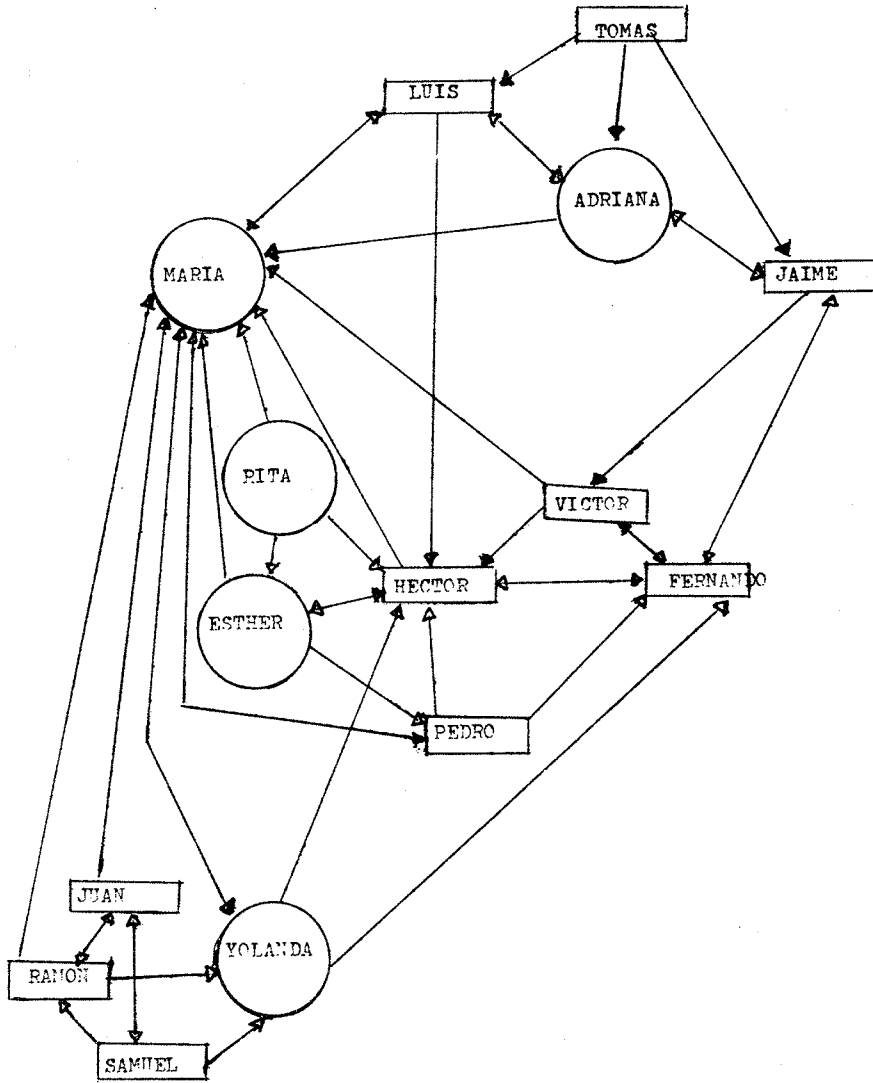 TOMAS
LUIS
ADRIANA
MARIA
JAIME
RITA
VICTOR
HECTOR
FERNANDO
ESTHER
PEDRO
JUAN
YOLANDA
RAMON
SAMUEL